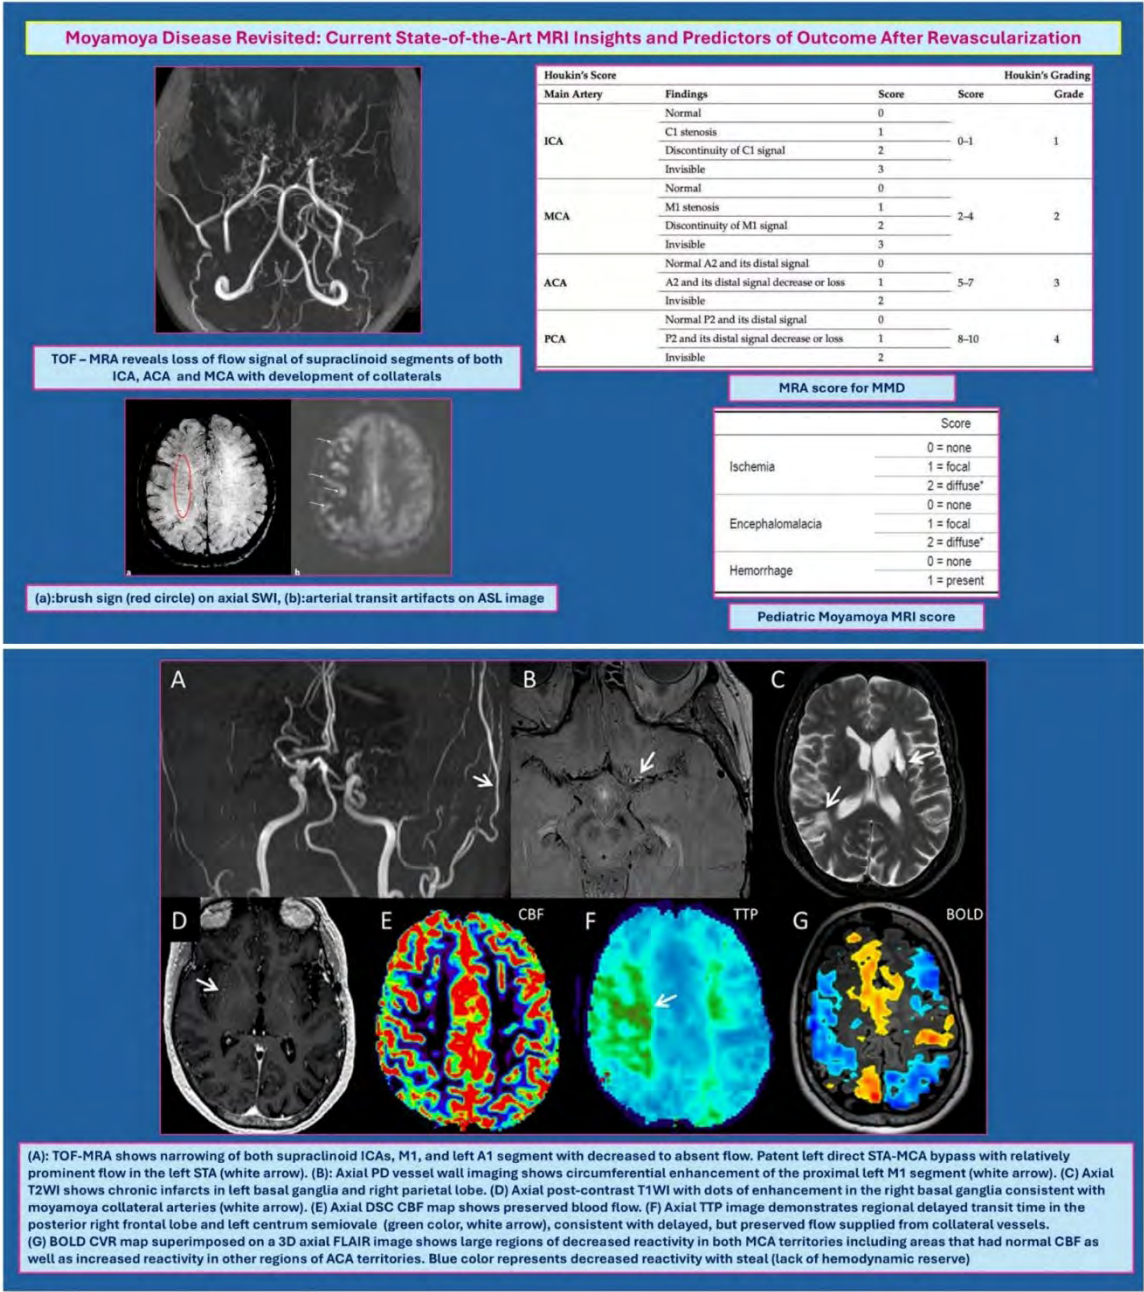 Moyamoya Disease Revisited: Current State-of-the-Art MRI Insights and Predictors of Outcome After Revascularization
TOF – MRA reveals loss of flow signal of supraclinoid segments of both
ICA, ACA and MCA with development of collaterals
a
b
(a):brush sign (red circle) on axial SWI, (b):arterial transit artifacts on ASL image
Houkin's Score Houkin's Grading
Main Artery Findings Score Score Grade
Normal 0
ICA C1 stenosis 1 0–1 1
Discontinuity of C1 signal 2
Invisible 3
Normal 0
MCA M1 stenosis 1 2–4 2
Discontinuity of M1 signal 2
Invisible 3
Normal A2 and its distal signal 0
ACA A2 and its distal signal decrease or loss 1 5–7 3
Invisible 2
Normal P2 and its distal signal 0
PCA P2 and its distal signal decrease or loss 1 8–10 4
Invisible 2
MRA score for MMD
Score
0 = none
Ischemia 1 = focal
2 = diffuse*
0 = none
Encephalomalacia 1 = focal
2 = diffuse*
Hemorrhage 0 = none
1 = present
Pediatric Moyamoya MRI score
A
B
C
D
E CBF
F TTP
G BOLD
(A): TOF-MRA shows narrowing of both supraclinoid ICAs, M1, and left A1 segment with decreased to absent flow. Patent left direct STA-MCA bypass with relatively
prominent flow in the left STA (white arrow). (B): Axial PD vessel wall imaging shows circumferential enhancement of the proximal left M1 segment (white arrow). (C) Axial
T2WI shows chronic infarcts in left basal ganglia and right parietal lobe. (D) Axial post-contrast T1WI with dots of enhancement in the right basal ganglia consistent with
moyamoya collateral arteries (white arrow). (E) Axial DSC CBF map shows preserved blood flow. (F) Axial TTP image demonstrates regional delayed transit time in the
posterior right frontal lobe and left centrum semiovale (green color, white arrow), consistent with delayed, but preserved flow supplied from collateral vessels.
(G) BOLD CVR map superimposed on a 3D axial FLAIR image shows large regions of decreased reactivity in both MCA territories including areas that had normal CBF as
well as increased reactivity in other regions of ACA territories. Blue color represents decreased reactivity with steal (lack of hemodynamic reserve)